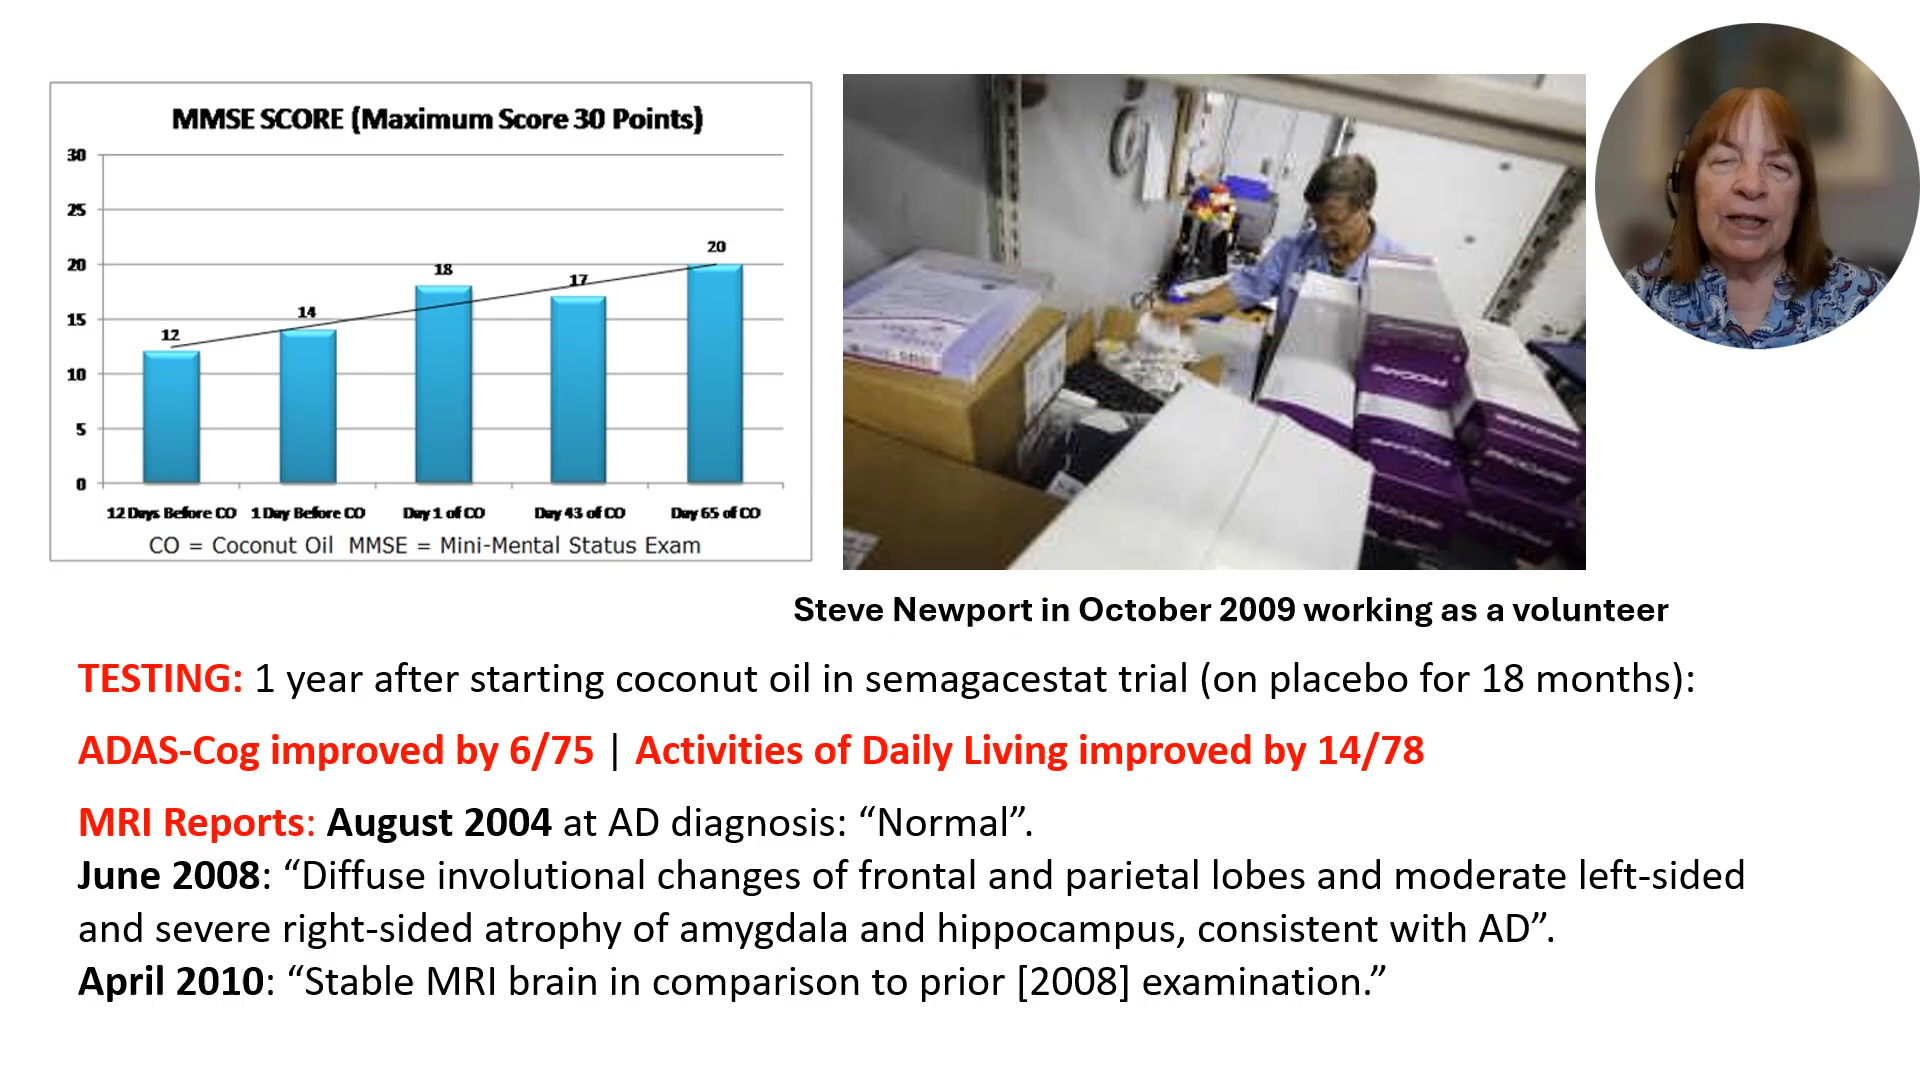 MMSE SCORE (Maximum Score 30 Points)
30
25
20
15
10
5
0
12
14
18
17
20
12 Days Before CO
1 Day Before CO
Day 1 of CO
Day 43 of CO
Day 65 of CO
CO = Coconut Oil MMSE = Mini-Mental Status Exam
Steve Newport in October 2009 working as a volunteer
TESTING: 1 year after starting coconut oil in semagacestat trial (on placebo for 18 months):
ADAS-Cog improved by 6/75 | Activities of Daily Living improved by 14/78
MRI Reports: August 2004 at AD diagnosis: “Normal”.
June 2008: “Diffuse involutional changes of frontal and parietal lobes and moderate left-sided
and severe right-sided atrophy of amygdala and hippocampus, consistent with AD”.
April 2010: “Stable MRI brain in comparison to prior [2008] examination.”